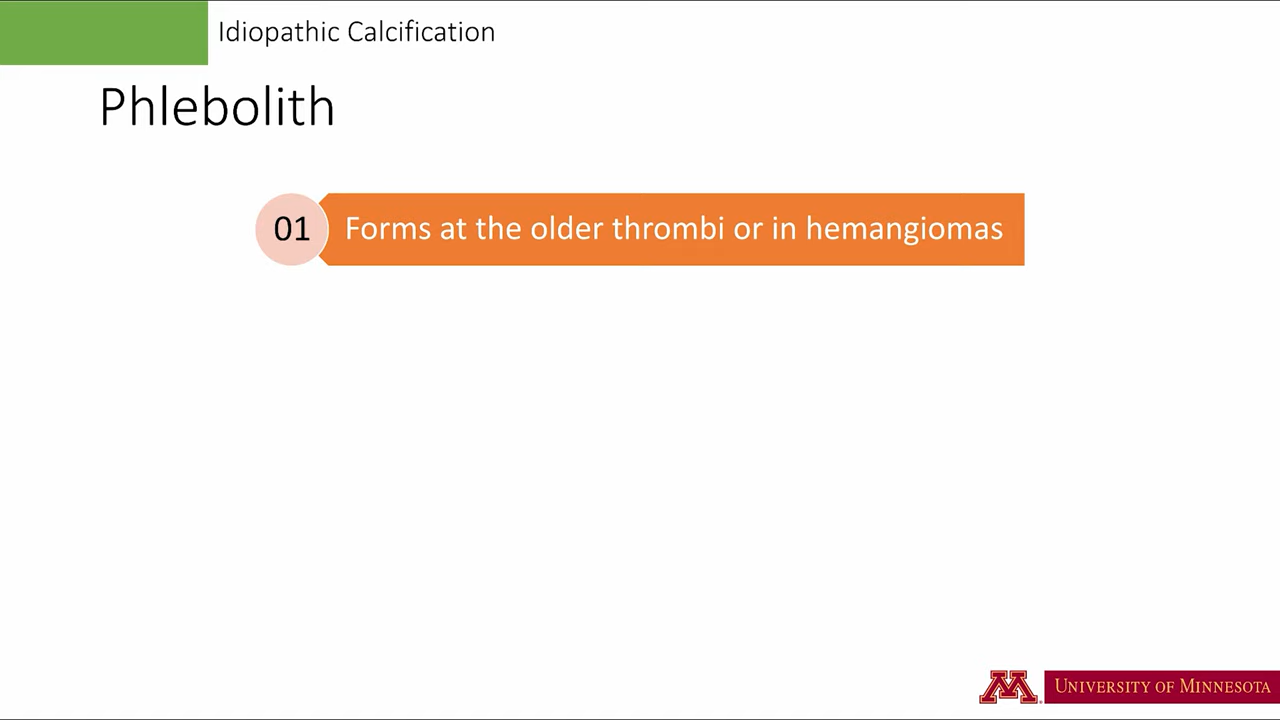 Idiopathic Calcification
Phlebolith
01 Forms at the older thrombi or in hemangiomas
M
UNIVERSITY OF MINNESOTA